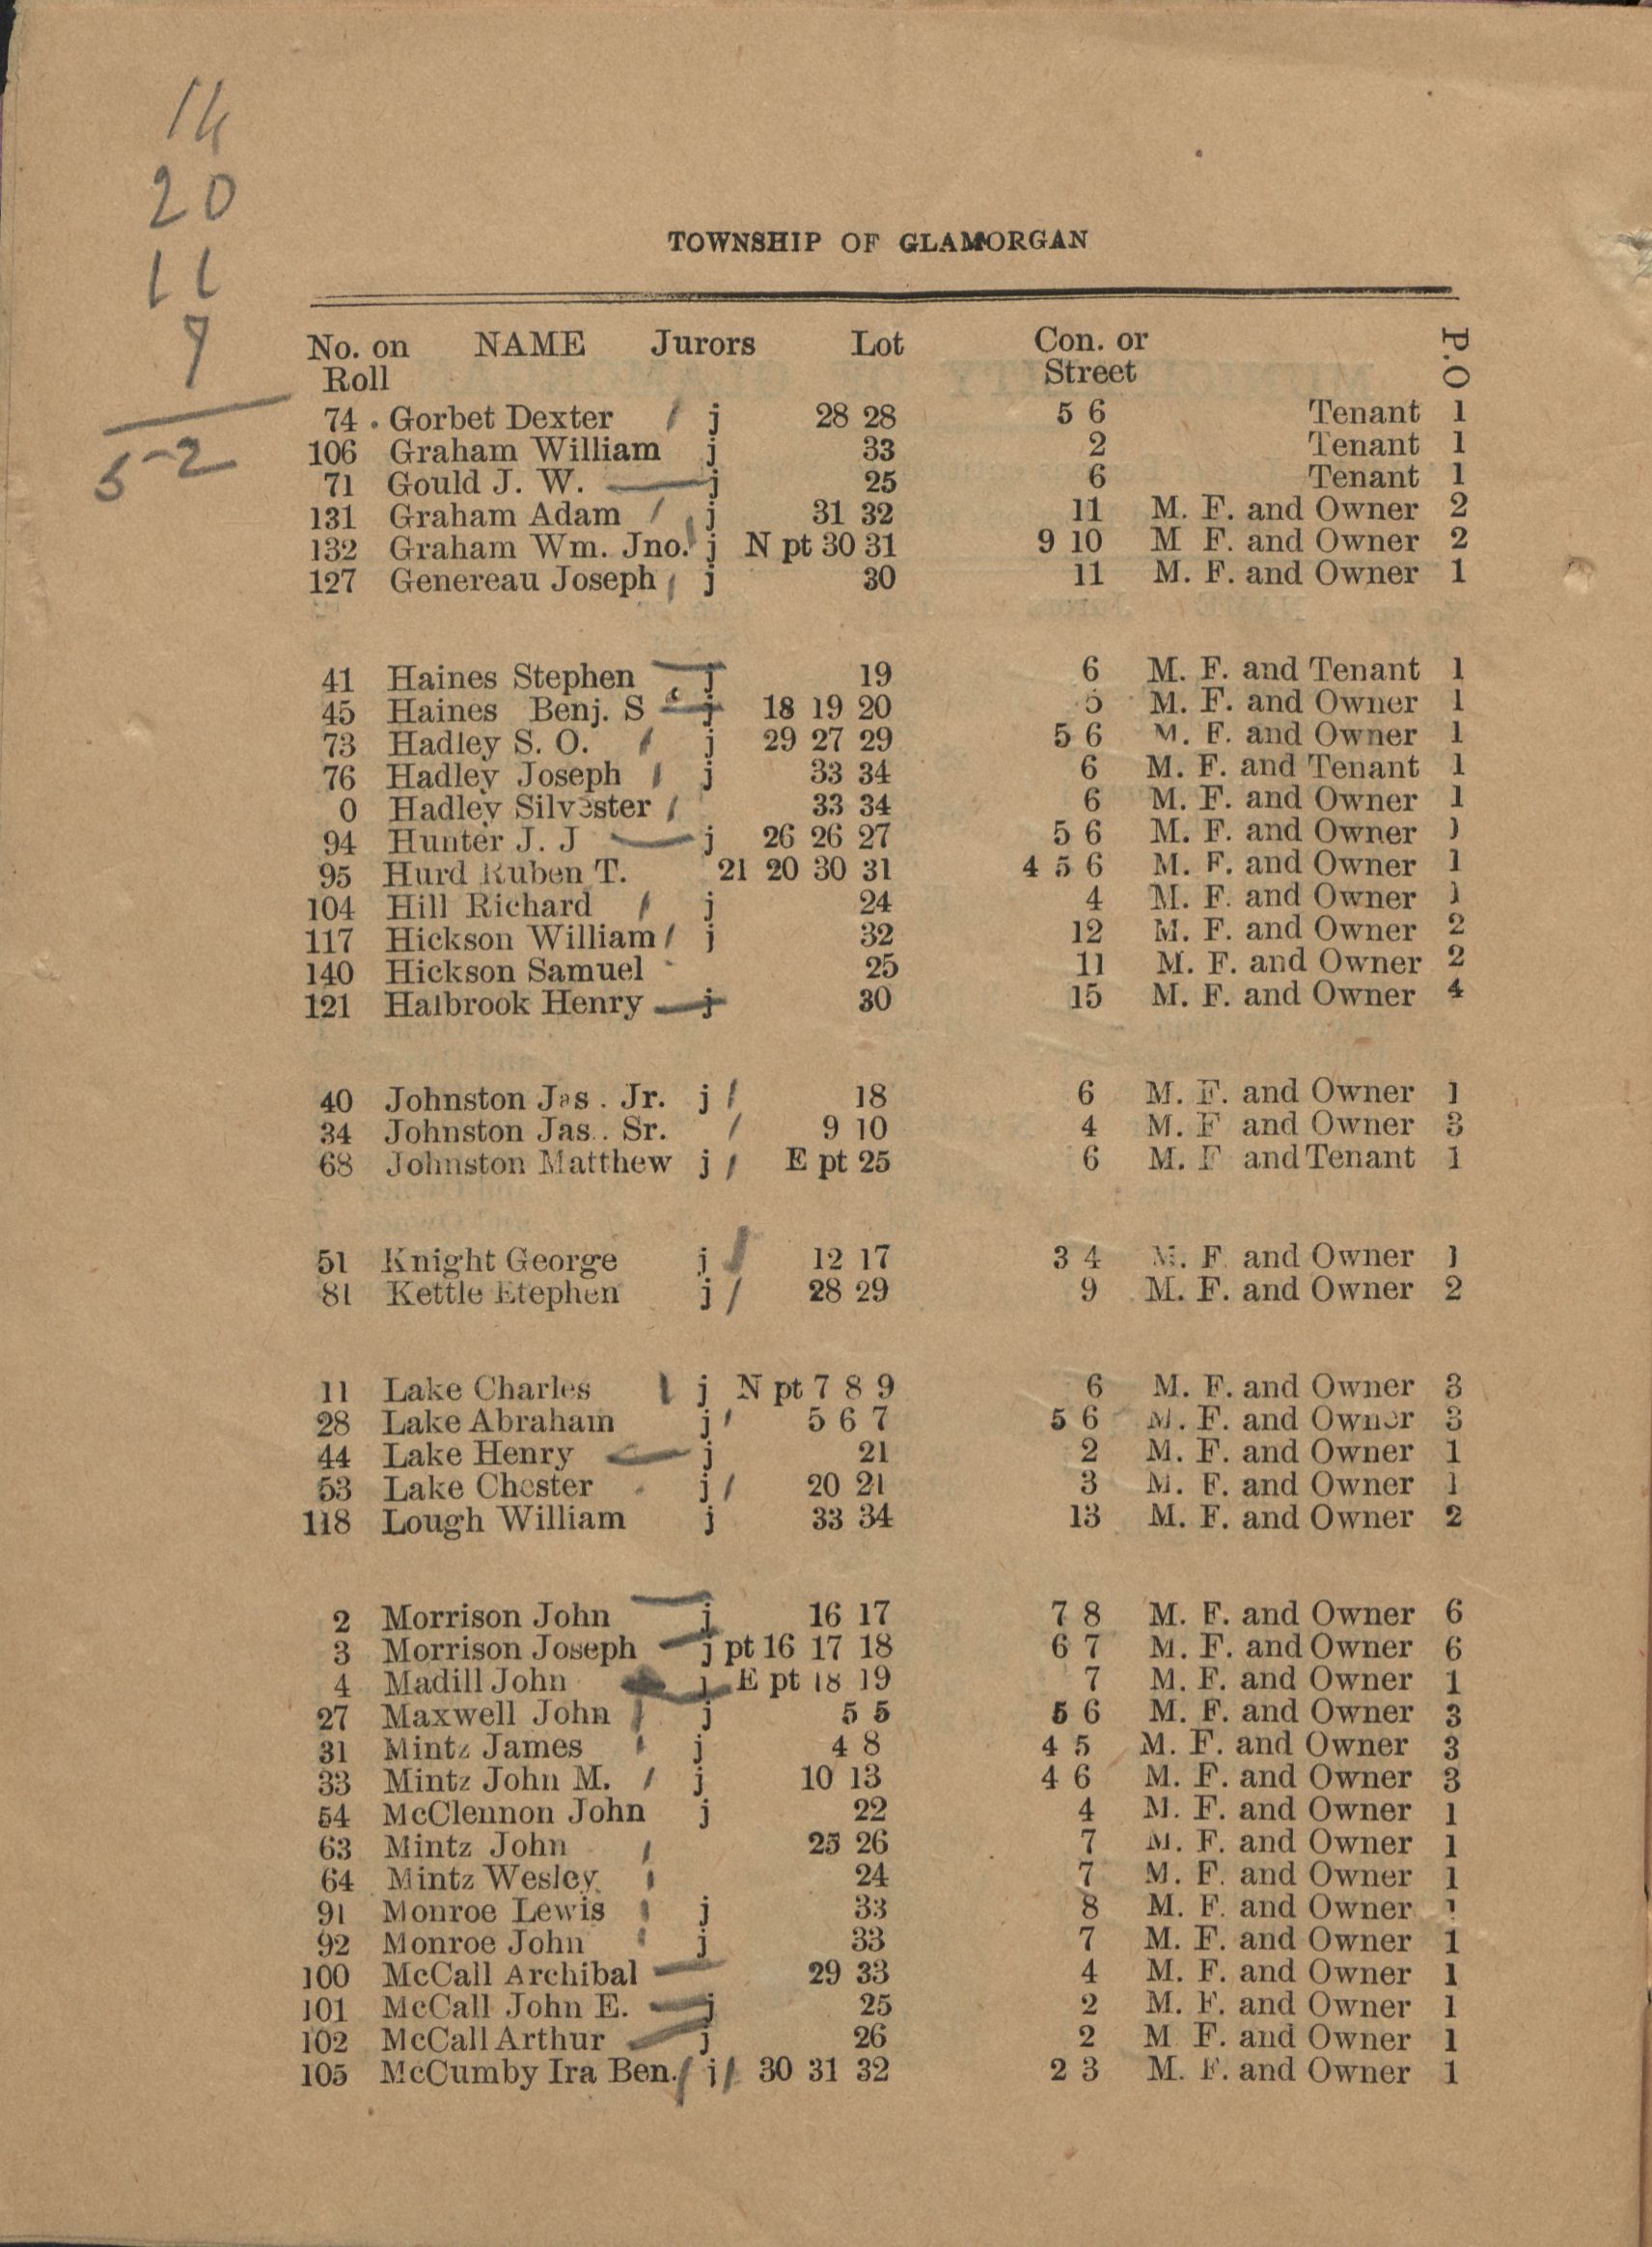 14
20
11
7
52
TOWNSHIP OF GLAMORGAN
No. on Roll NAME Jurors Lot Con. or Street P.O
74 . Gorbet Dexter / j 28 28 5 6 Tenant 1
106 Graham William j 33 2 Tenant 1
71 Gould J. W. — j 25 6 Tenant 1
131 Graham Adam / j 31 32 11 M. F. and Owner 2
132 Graham Wm. Jno. j N pt 30 31 9 10 M F. and Owner 2
127 Genereau Joseph / j 30 11 M. F. and Owner 1
41 Haines Stephen — j 19 6 M. F. and Tenant 1
45 Haines Benj. S — j 18 19 20 5 M. F. and Owner 1
73 Hadley S. O. / j 29 27 29 5 6 M. F. and Owner 1
76 Hadley Joseph / j 33 34 6 M. F. and Tenant 1
0 Hadley Silvester / 33 34 6 M. F. and Owner 1
94 Hunter J. J — j 26 26 27 5 6 M. F. and Owner 1
95 Hurd Ruben T. 21 20 30 31 4 5 6 M. F. and Owner 1
104 Hill Richard / j 24 4 M. F. and Owner 1
117 Hickson William / j 32 12 M. F. and Owner 2
140 Hickson Samuel 25 11 M. F. and Owner 2
121 Halbrook Henry — j 30 15 M. F. and Owner 4
40 Johnston Jas . Jr. j / 18 6 M. F. and Owner 1
34 Johnston Jas.. Sr. / 9 10 4 M. F and Owner 3
68 Johnston Matthew j / E pt 25 6 M. F and Tenant 1
51 Knight George j / 12 17 3 4 M. F. and Owner 1
81 Kettle Etephen j / 28 29 9 M. F. and Owner 2
11 Lake Charles / j N pt 7 8 9 6 M. F. and Owner 3
28 Lake Abraham j / 5 6 7 5 6 M. F. and Owner 3
44 Lake Henry — j 21 2 M. F. and Owner 1
53 Lake Chester j / 20 21 3 M. F. and Owner 1
118 Lough William j 33 34 13 M. F. and Owner 2
2 Morrison John — j 16 17 7 8 M. F. and Owner 6
3 Morrison Joseph — j pt 16 17 18 6 7 M. F. and Owner 6
4 Madill John — j E pt 18 19 7 M. F. and Owner 1
27 Maxwell John / j 5 5 5 6 M. F. and Owner 3
31 Mintz James / j 4 8 4 5 M. F. and Owner 3
33 Mintz John M. / j 10 13 4 6 M. F. and Owner 3
54 McClennon John j 22 4 M. F. and Owner 1
63 Mintz John / 25 26 7 M. F. and Owner 1
64 Mintz Wesley / 24 7 M. F. and Owner 1
91 Monroe Lewis / j 33 8 M. F. and Owner 1
92 Monroe John / j 33 7 M. F. and Owner 1
100 McCall Archibal — 29 33 4 M. F. and Owner 1
101 McCall John E. — j 25 2 M. F. and Owner 1
102 McCall Arthur — j 26 2 M F. and Owner 1
105 McCumby Ira Ben. / j / 30 31 32 2 3 M. F. and Owner 1